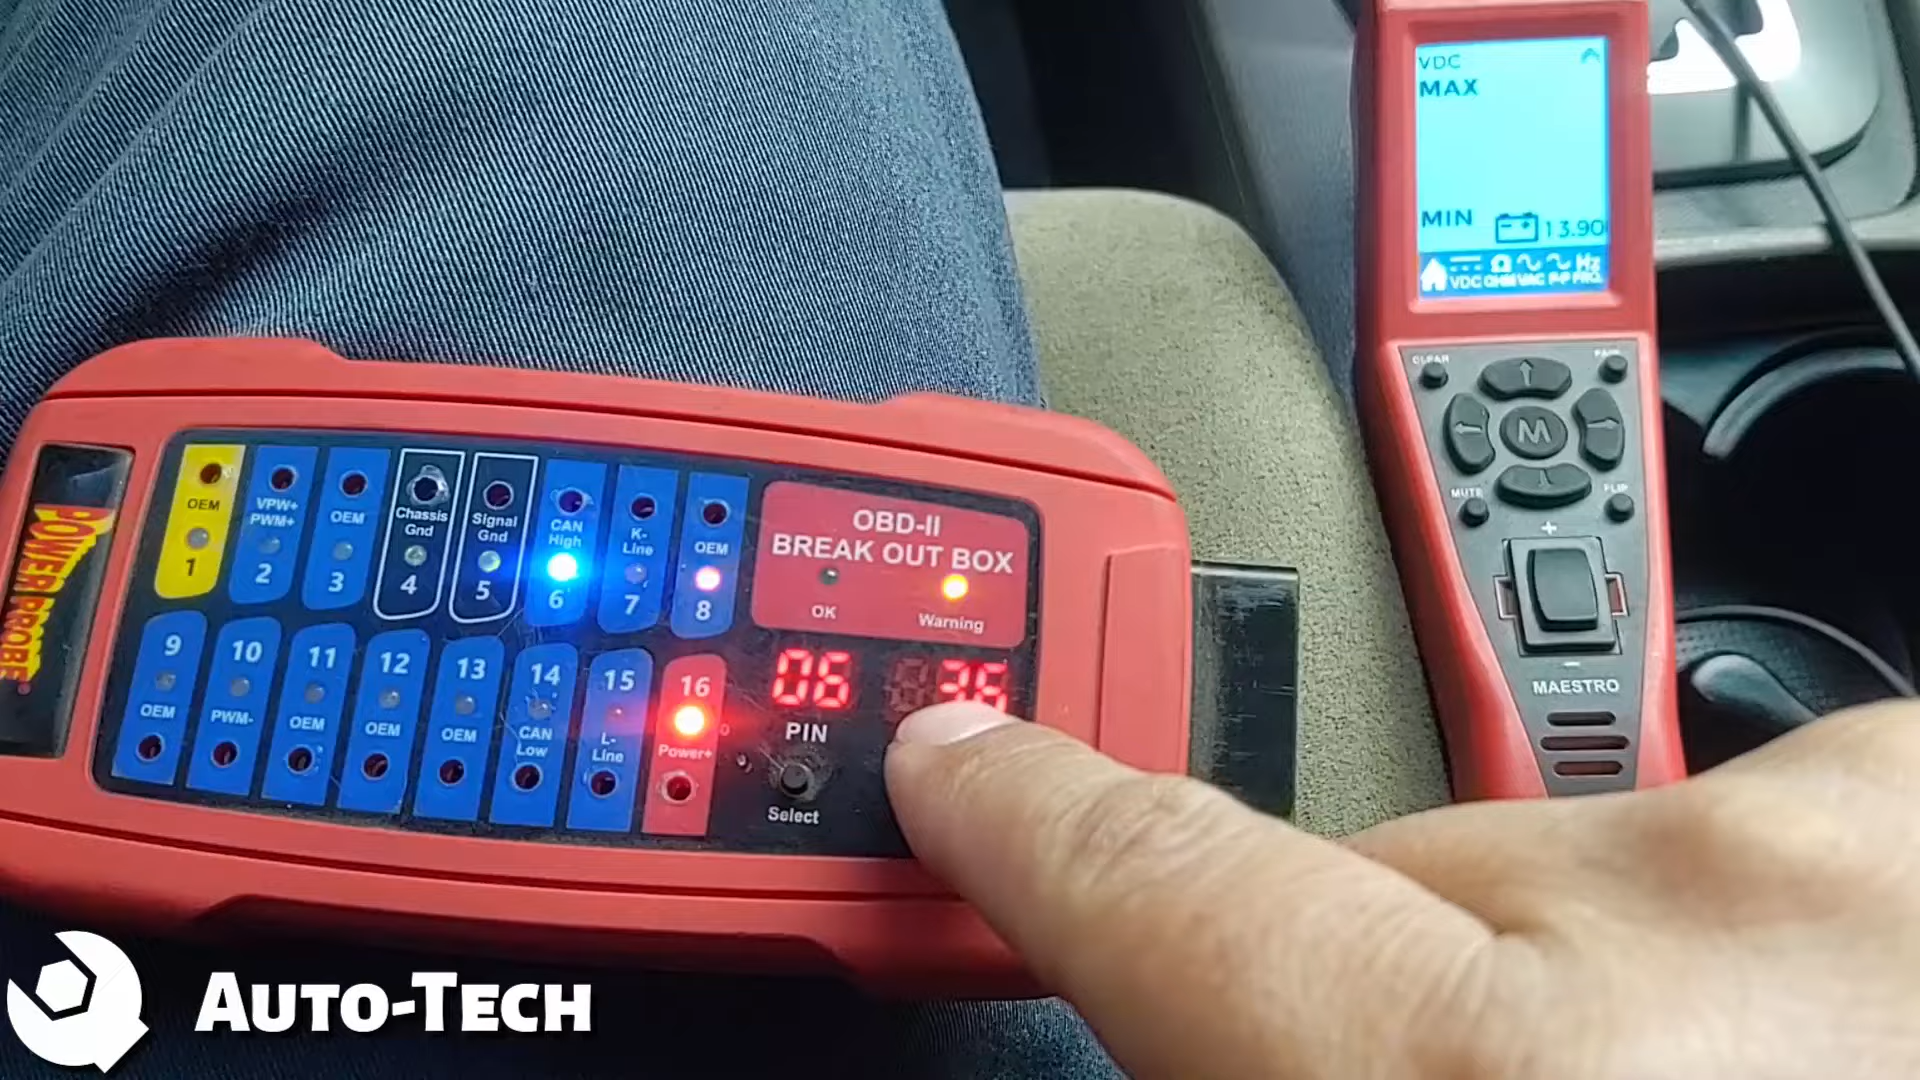 VDC
MAX
MIN 13.90
Hz
VDC OHM VAC P-P FRQ.
CLEAR
M
MUTE FLIP
+
-
MAESTRO
POWER PROBE®
OEM
1
VPW+
PWM+
2
OEM
3
Chassis
Gnd
4
Signal
Gnd
5
CAN
High
6
K-
Line
7
OEM
8
OBD-II
BREAK OUT BOX
OK Warning
9
OEM
10
PWM-
11
OEM
12
OEM
13
OEM
14
CAN
Low
15
L-
Line
16
Power+
06
PIN
Select
36
AUTO-TECH